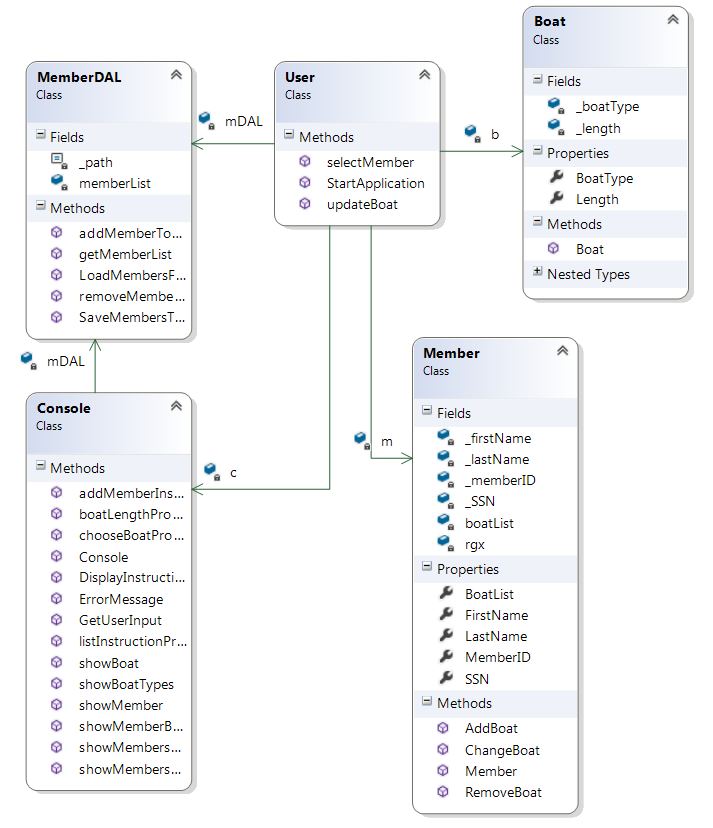 MemberDAL
Class
Fields
_path
memberList
Methods
addMemberTo...
getMemberList
LoadMembersF...
removeMembe...
SaveMembersT...
mDAL
User
Class
Methods
selectMember
StartApplication
updateBoat
b
Boat
Class
Fields
_boatType
_length
Properties
BoatType
Length
Methods
Boat
Nested Types
mDAL
Console
Class
Methods
addMemberIns...
boatLengthPro...
chooseBoatPro...
Console
DisplayInstructi...
ErrorMessage
GetUserInput
listInstructionPr...
showBoat
showBoatTypes
showMember
showMemberB...
showMembers...
showMembers...
c
m
Member
Class
Fields
_firstName
_lastName
_memberID
_SSN
boatList
rgx
Properties
BoatList
FirstName
LastName
MemberID
SSN
Methods
AddBoat
ChangeBoat
Member
RemoveBoat